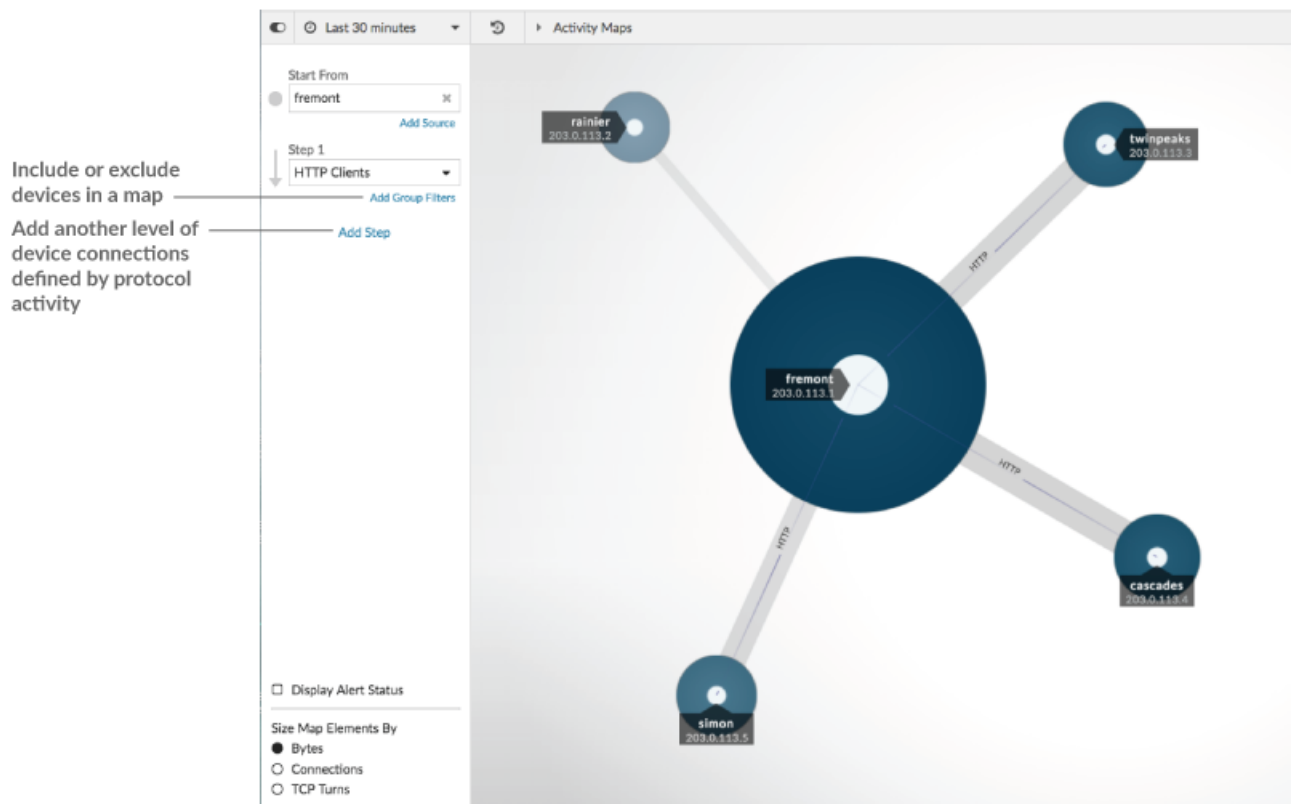 Last 30 minutes
Activity Maps
Start From
fremont
Add Source
Step 1
HTTP Clients
Add Group Filters
Add Step
Include or exclude
devices in a map
Add another level of
device connections
defined by protocol
activity
rainier
203.0.113.2
twinpeaks
203.0.113.3
HTTP
fremont
203.0.113.1
HTTP
HTTP
cascades
203.0.113.4
simon
203.0.113.5
Display Alert Status
Size Map Elements By
Bytes
Connections
TCP Turns